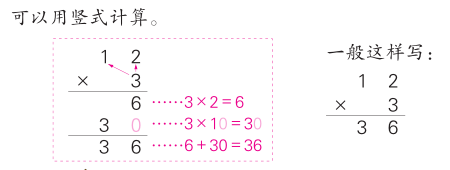 可以用竖式计算。
1 2
× 3
6 ……3×2=6
3 0 ……3×10=30
3 6 ……6+30=36
一般这样写：
1 2
× 3
3 6